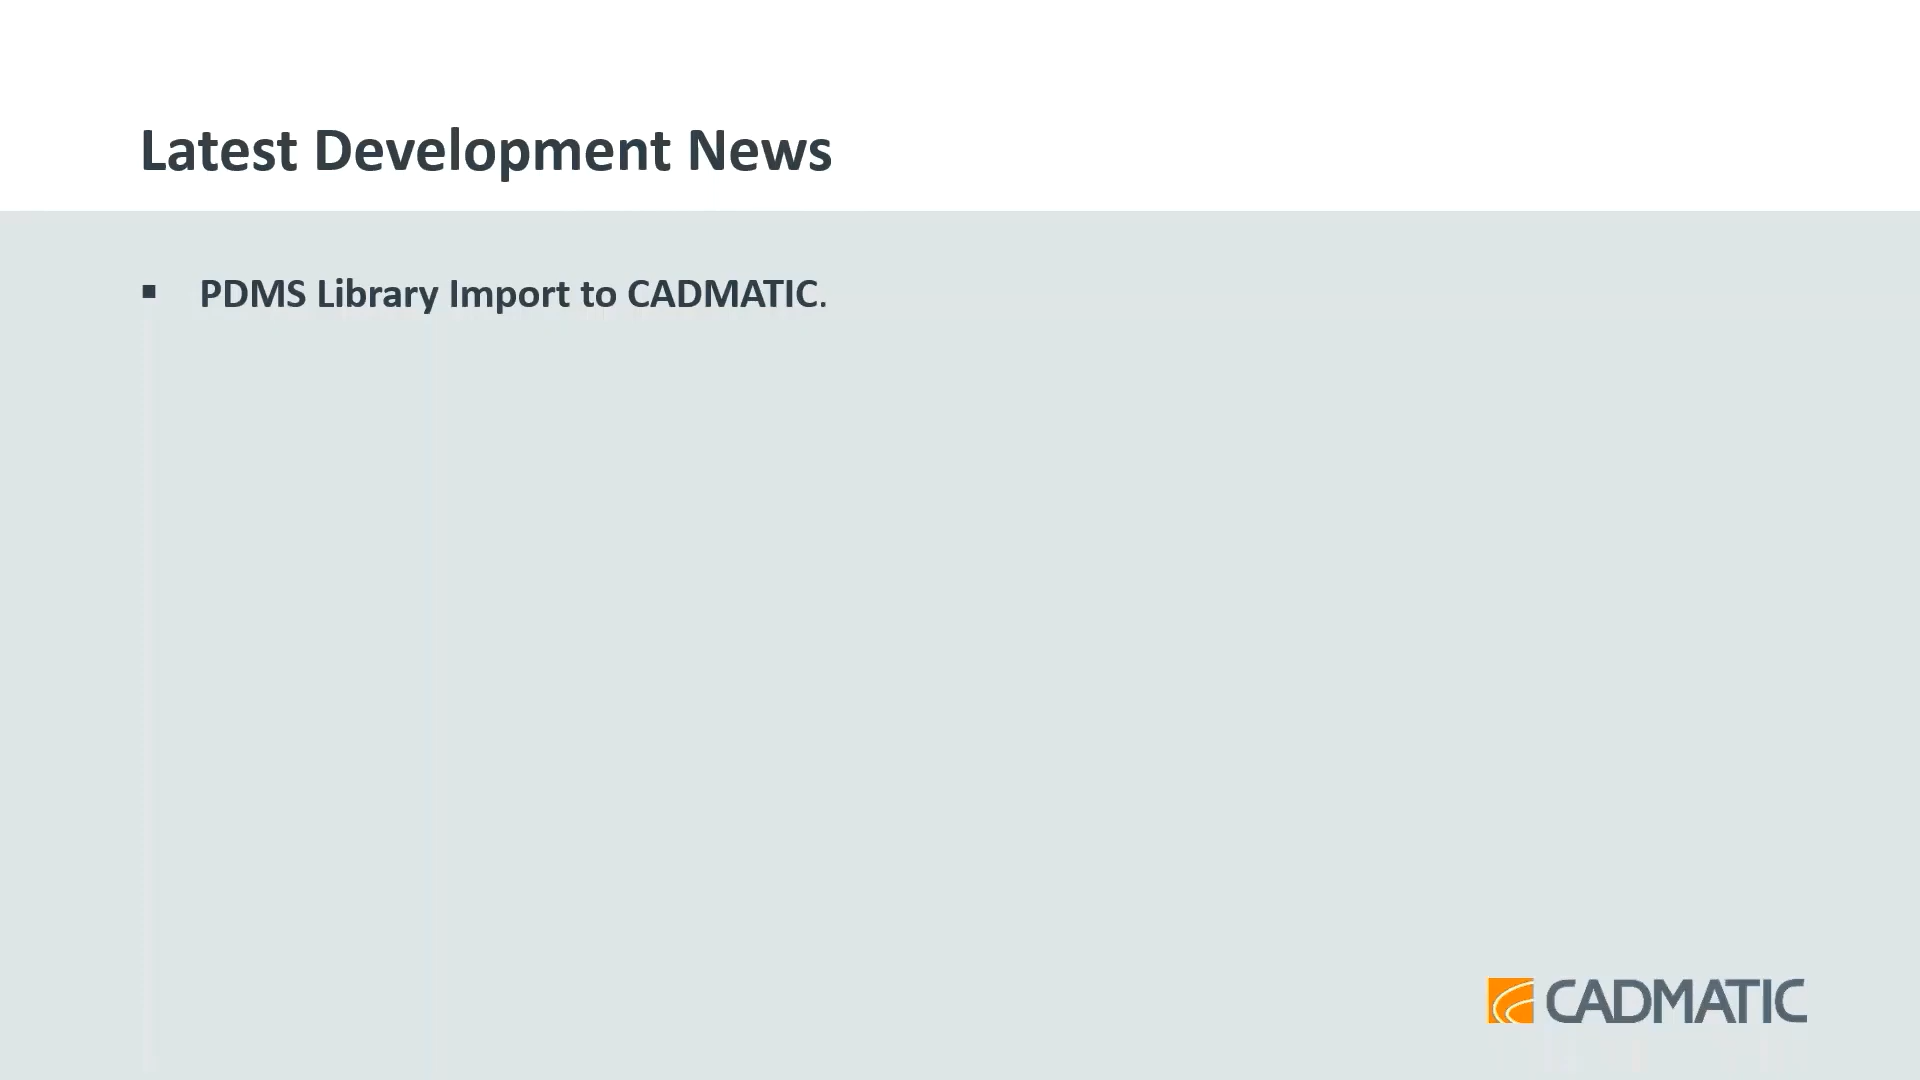 Latest Development News
▪ PDMS Library Import to CADMATIC.
CADMATIC